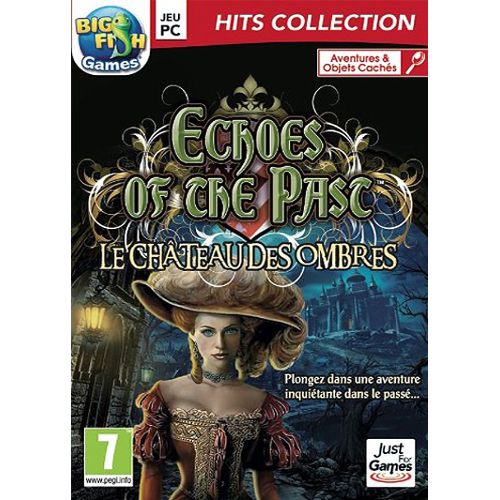 BIG FISH
Games
JEU
PC
HITS COLLECTION
Aventures &
Objets Cachés
ECHOES
OF THE PAST™
LE CHÂTEAU DES OMBRES
Plongez dans une aventure
inquiétante dans le passé...
7
www.pegi.info
Just
For
Games